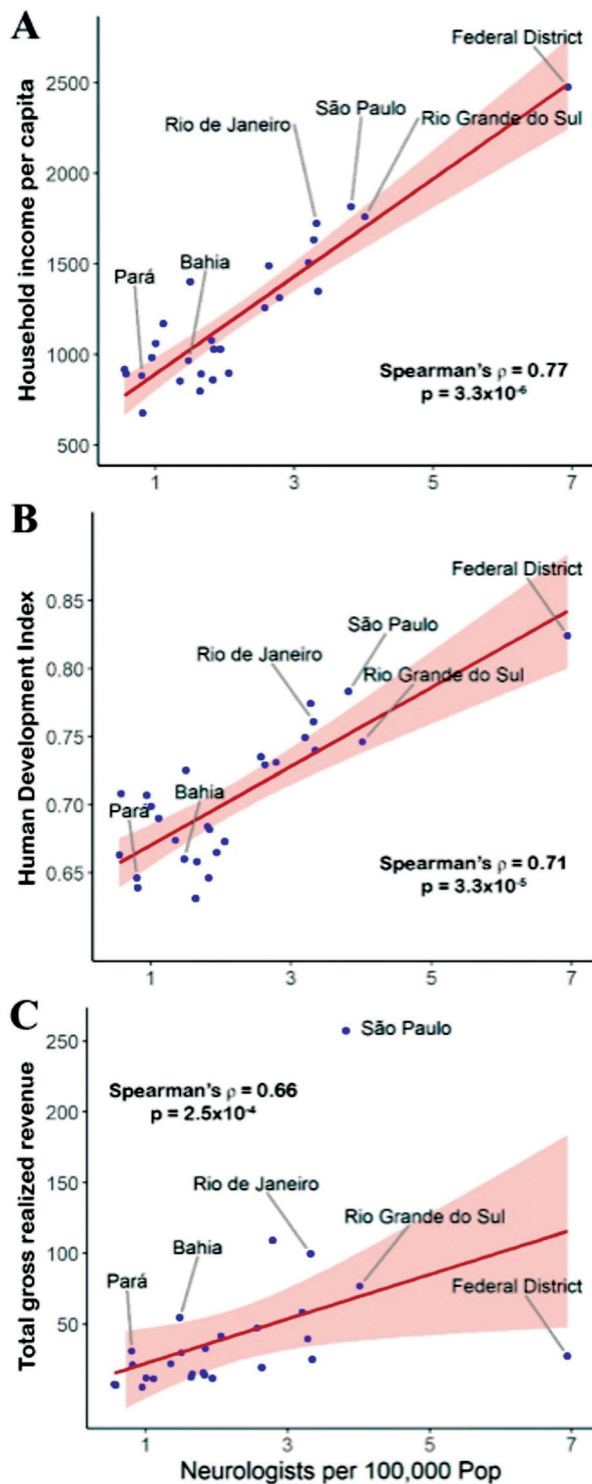 A
Household income per capita
2500
2000
1500
1000
500
Federal District
São Paulo
Rio Grande do Sul
Rio de Janeiro
Bahia
Pará
Spearman's ρ = 0.77
p = 3.3x10⁻⁶
1 3 5 7
B
Human Development Index
0.85
0.80
0.75
0.70
0.65
Federal District
São Paulo
Rio de Janeiro
Rio Grande do Sul
Bahia
Pará
Spearman's ρ = 0.71
p = 3.3x10⁻⁵
1 3 5 7
C
Total gross realized revenue
250
200
150
100
50
São Paulo
Spearman's ρ = 0.66
p = 2.5x10⁻⁴
Rio de Janeiro
Rio Grande do Sul
Bahia
Pará
Federal District
1 3 5 7
Neurologists per 100,000 Pop